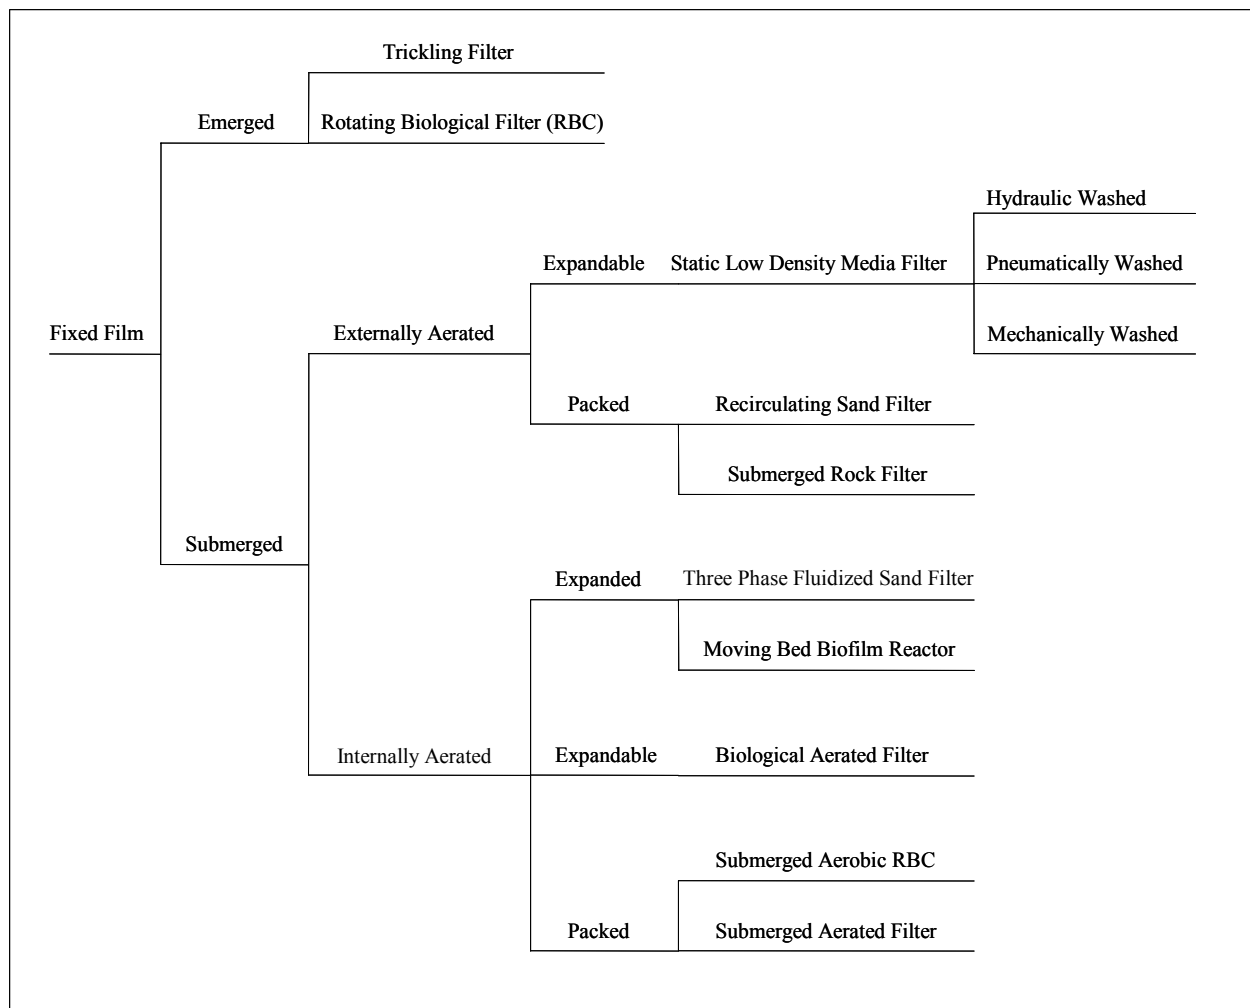 Trickling Filter
Emerged
Rotating Biological Filter (RBC)
Hydraulic Washed
Expandable
Static Low Density Media Filter
Pneumatically Washed
Fixed Film
Externally Aerated
Mechanically Washed
Packed
Recirculating Sand Filter
Submerged Rock Filter
Submerged
Expanded
Three Phase Fluidized Sand Filter
Moving Bed Biofilm Reactor
Internally Aerated
Expandable
Biological Aerated Filter
Submerged Aerobic RBC
Packed
Submerged Aerated Filter